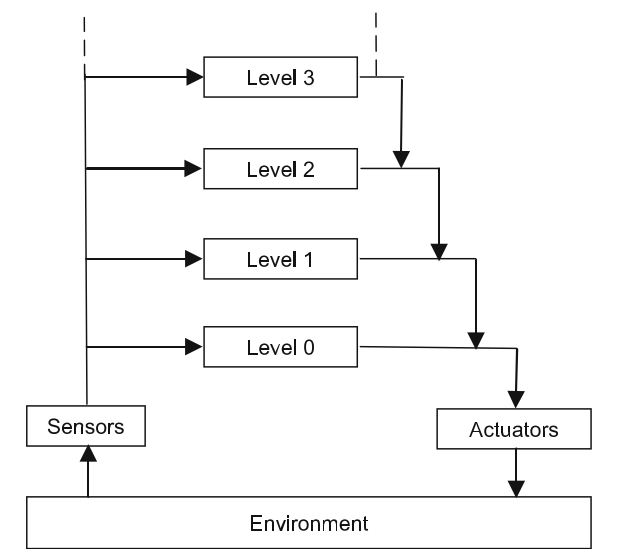 Level 3
Level 2
Level 1
Level 0
Sensors
Actuators
Environment